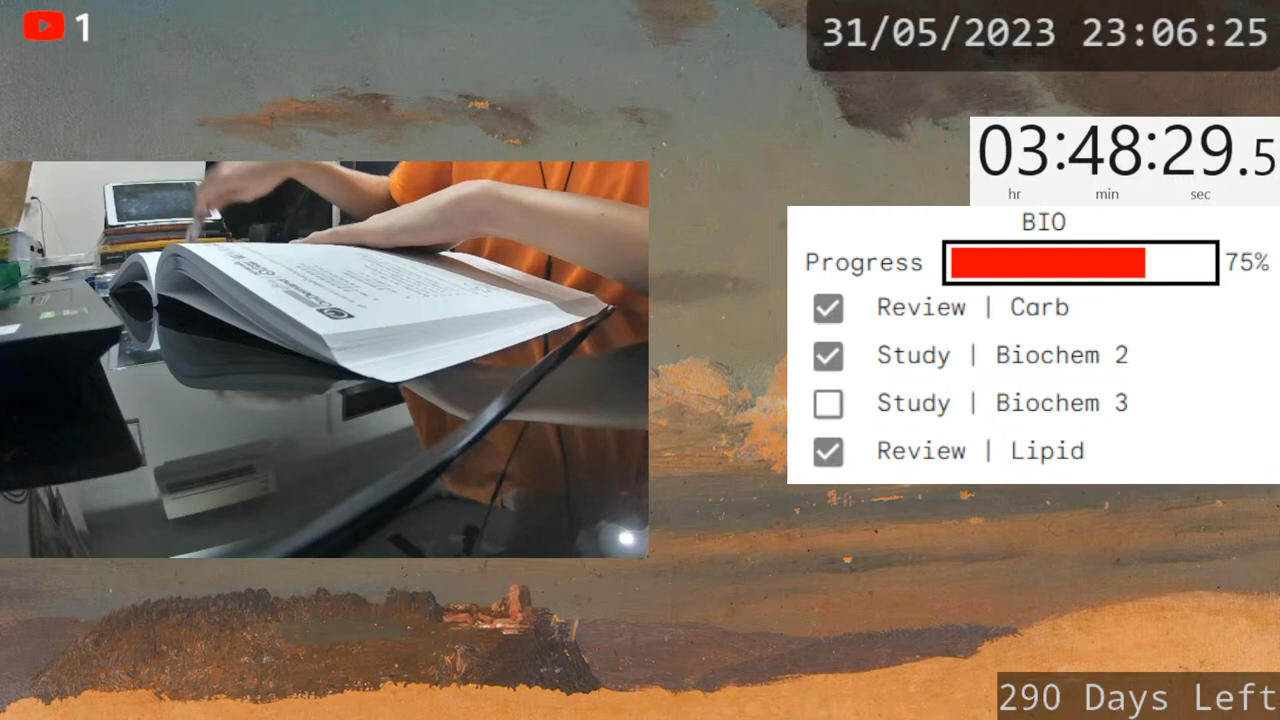 1
31/05/2023 23:06:25
03:48:29.5
hr min sec
BIO
Progress 75%
Review | Carb
Study | Biochem 2
Study | Biochem 3
Review | Lipid
290 Days Left